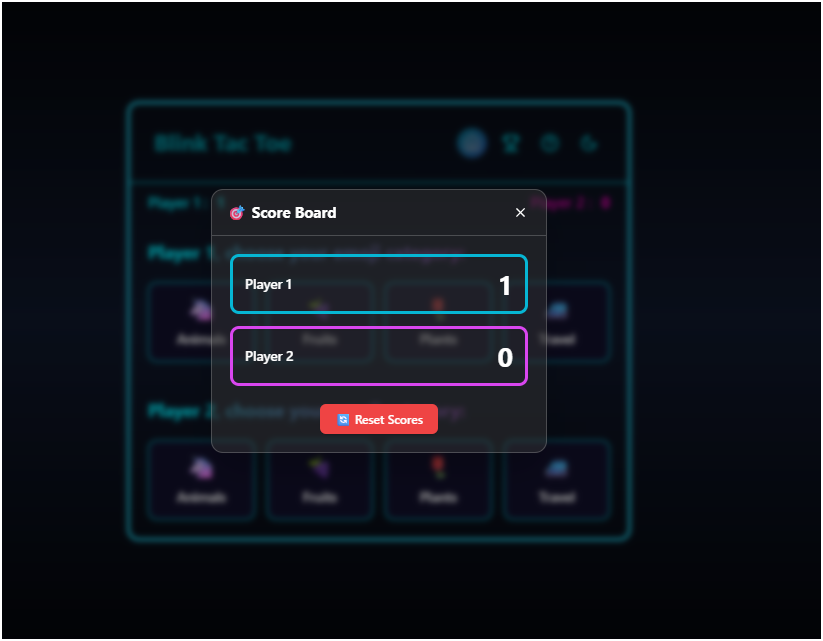 Blink Tac Toe
Player 1 : 1
Player 2 : 0
🎯 Score Board ×
Player 1, choose your emoji category:
Player 1 1
Animals Fruits Plants Travel
Player 2 0
Player 2, choose your emoji category:
🔄 Reset Scores
Animals Fruits Plants Travel